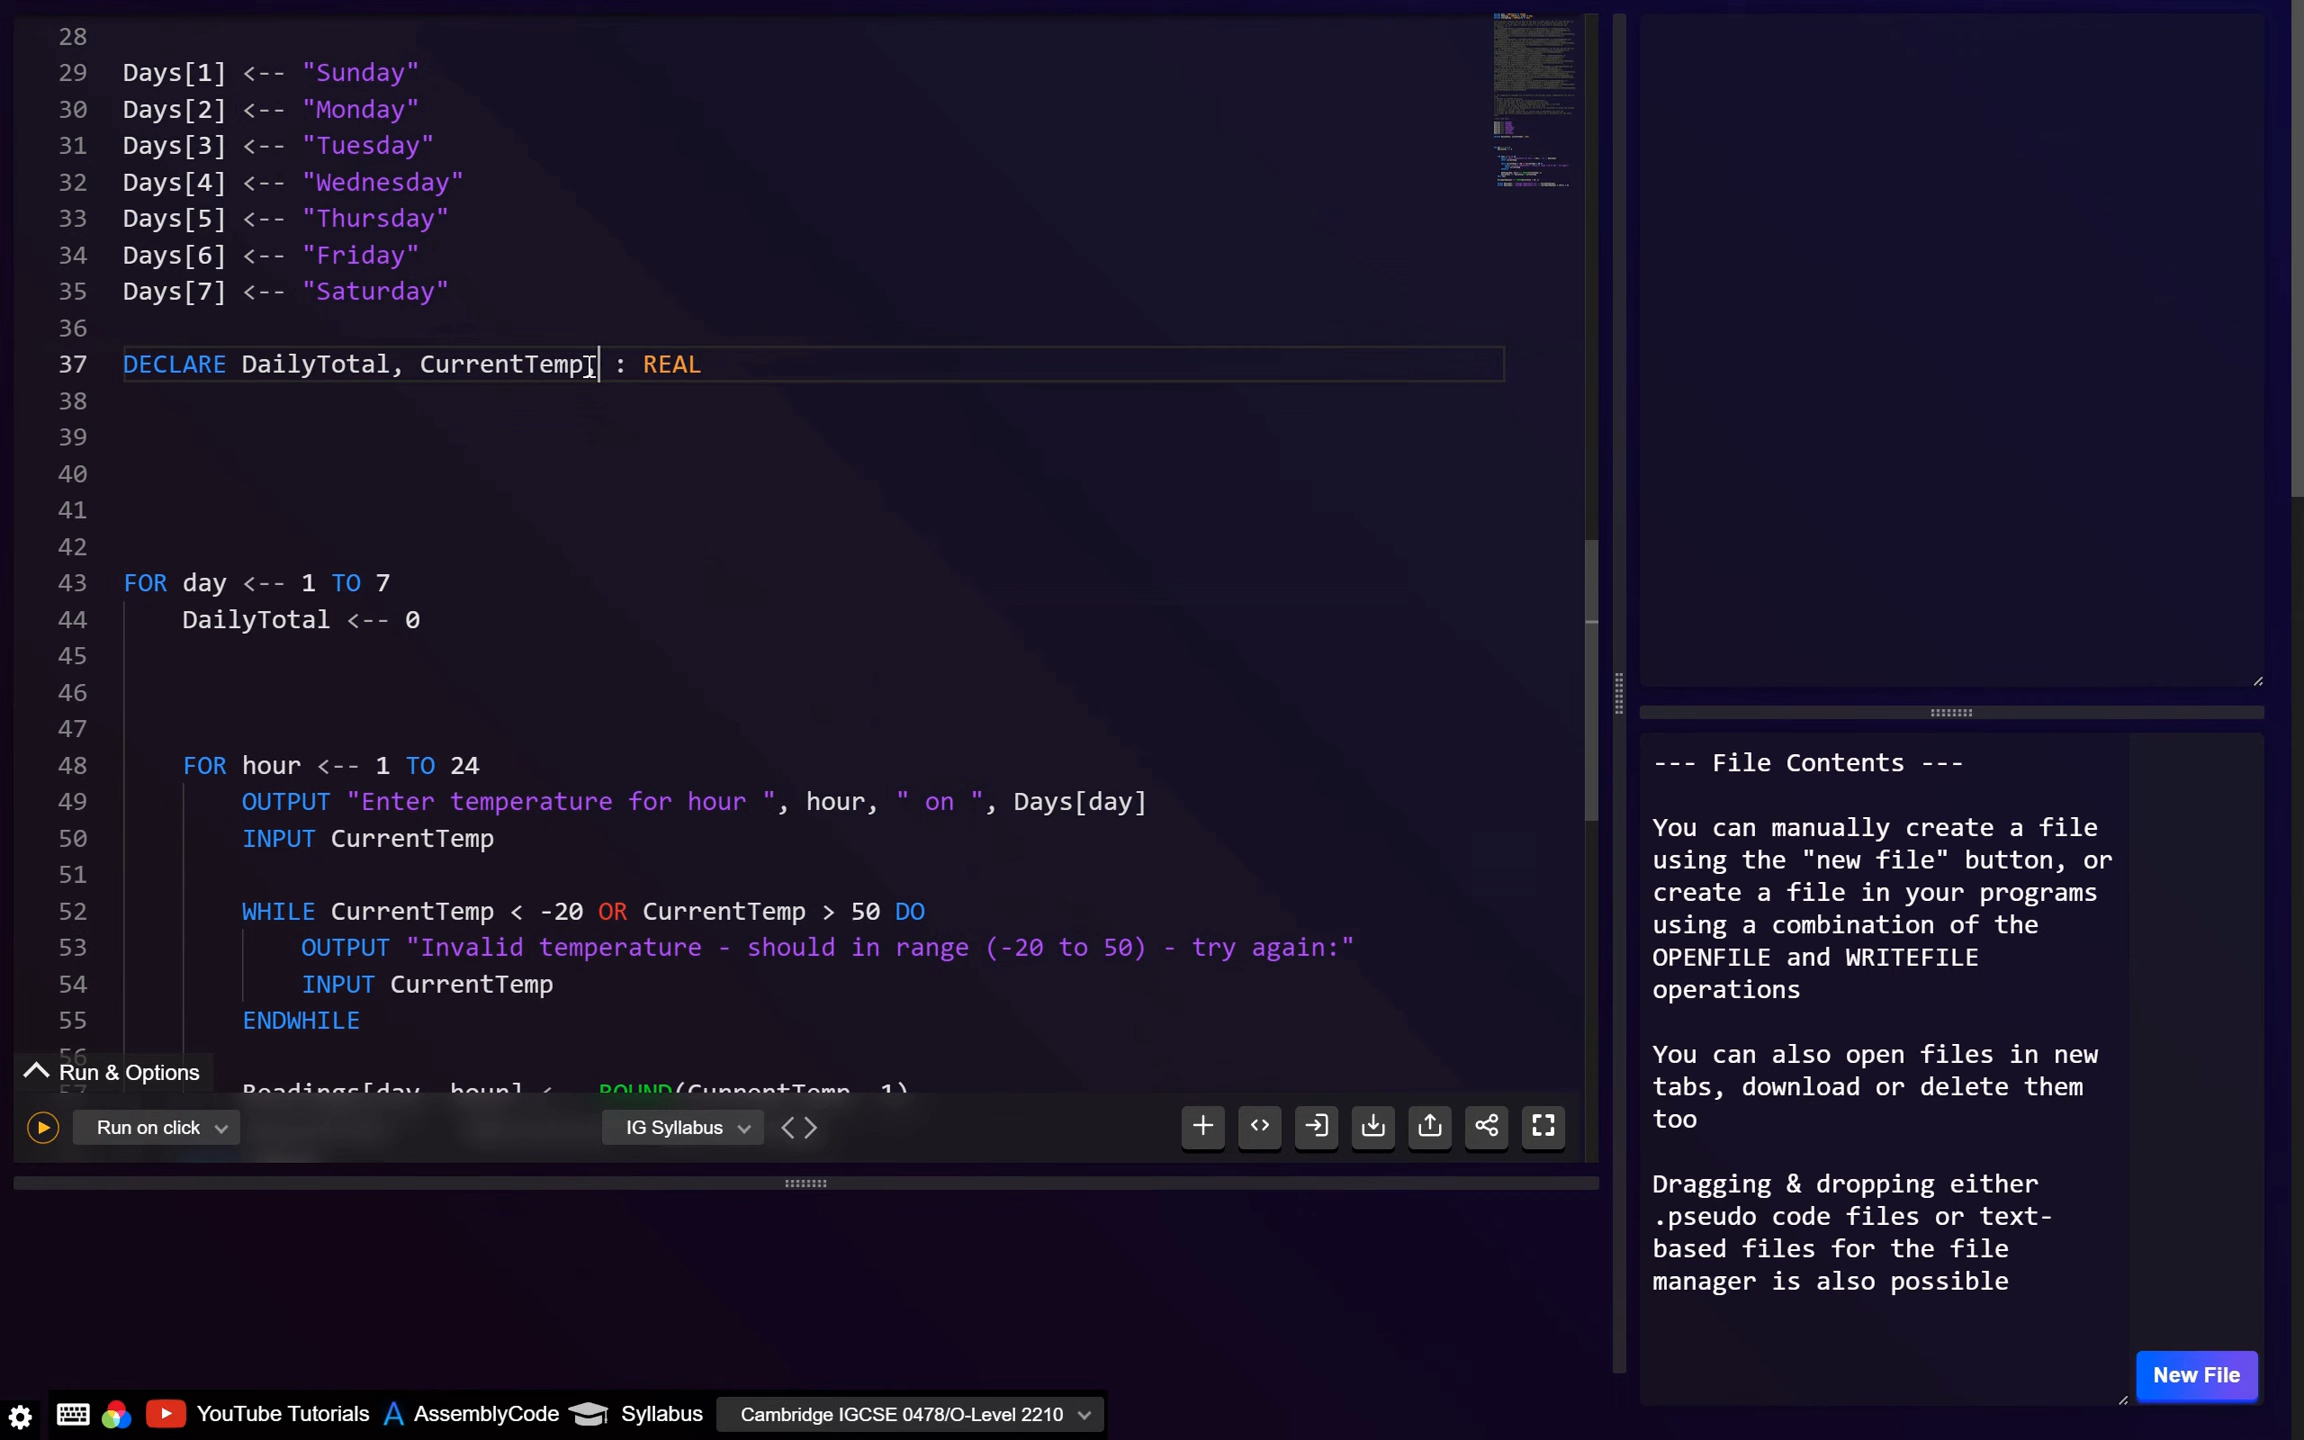 28
29 Days[1] <-- "Sunday"
30 Days[2] <-- "Monday"
31 Days[3] <-- "Tuesday"
32 Days[4] <-- "Wednesday"
33 Days[5] <-- "Thursday"
34 Days[6] <-- "Friday"
35 Days[7] <-- "Saturday"
36
37 DECLARE DailyTotal, CurrentTemp, : REAL
38
39
40
41
42
43 FOR day <-- 1 TO 7
44 DailyTotal <-- 0
45
46
47
48 FOR hour <-- 1 TO 24
49 OUTPUT "Enter temperature for hour ", hour, " on ", Days[day]
50 INPUT CurrentTemp
51
52 WHILE CurrentTemp < -20 OR CurrentTemp > 50 DO
53 OUTPUT "Invalid temperature - should in range (-20 to 50) - try again:"
54 INPUT CurrentTemp
55 ENDWHILE
56
Run & Options
57 Readings[day, hour] <-- ROUND(CurrentTemp, 1)
Run on click
IG Syllabus
--- File Contents ---
You can manually create a file
using the "new file" button, or
create a file in your programs
using a combination of the
OPENFILE and WRITEFILE
operations
You can also open files in new
tabs, download or delete them
too
Dragging & dropping either
.pseudo code files or text-
based files for the file
manager is also possible
New File
YouTube Tutorials
AssemblyCode
Syllabus
Cambridge IGCSE 0478/O-Level 2210